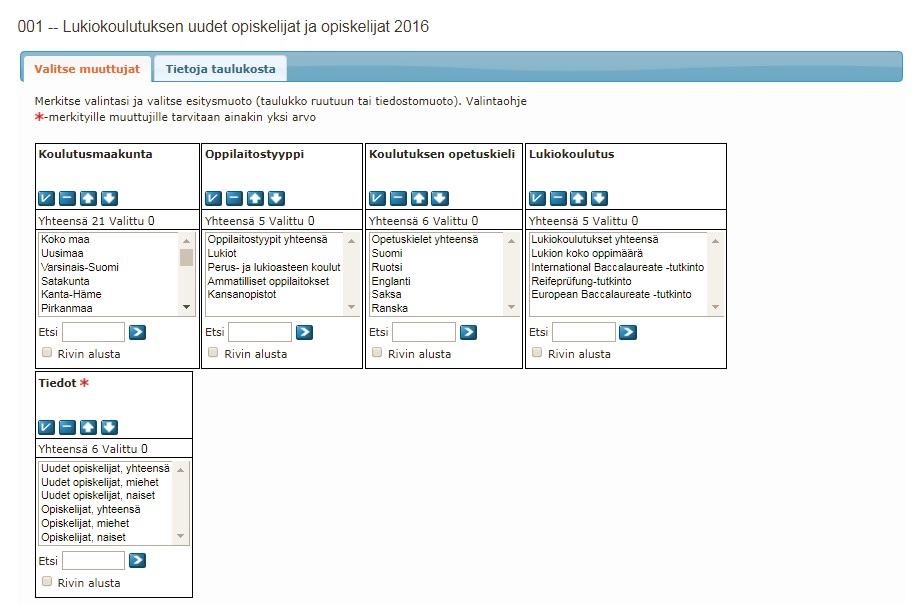 001 -- Lukiokoulutuksen uudet opiskelijat ja opiskelijat 2016
Valitse muuttujat
Tietoja taulukosta
Merkitse valintasi ja valitse esitysmuoto (taulukko ruutuun tai tiedostomuoto). Valintaohje
*-merkityille muuttujille tarvitaan ainakin yksi arvo
Koulutusmaakunta
Yhteensä 21 Valittu 0
Koko maa
Uusimaa
Varsinais-Suomi
Satakunta
Kanta-Häme
Pirkanmaa
Etsi
Rivin alusta
Oppilaitostyyppi
Yhteensä 5 Valittu 0
Oppilaitostyypit yhteensä
Lukiot
Perus- ja lukioasteen koulut
Ammatilliset oppilaitokset
Kansanopistot
Etsi
Rivin alusta
Koulutuksen opetuskieli
Yhteensä 6 Valittu 0
Opetuskielet yhteensä
Suomi
Ruotsi
Englanti
Saksa
Ranska
Etsi
Rivin alusta
Lukiokoulutus
Yhteensä 5 Valittu 0
Lukiokoulutukset yhteensä
Lukion koko oppimäärä
International Baccalaureate -tutkinto
Reifeprüfung-tutkinto
European Baccalaureate -tutkinto
Etsi
Rivin alusta
Tiedot *
Yhteensä 6 Valittu 0
Uudet opiskelijat, yhteensä
Uudet opiskelijat, miehet
Uudet opiskelijat, naiset
Opiskelijat, yhteensä
Opiskelijat, miehet
Opiskelijat, naiset
Etsi
Rivin alusta